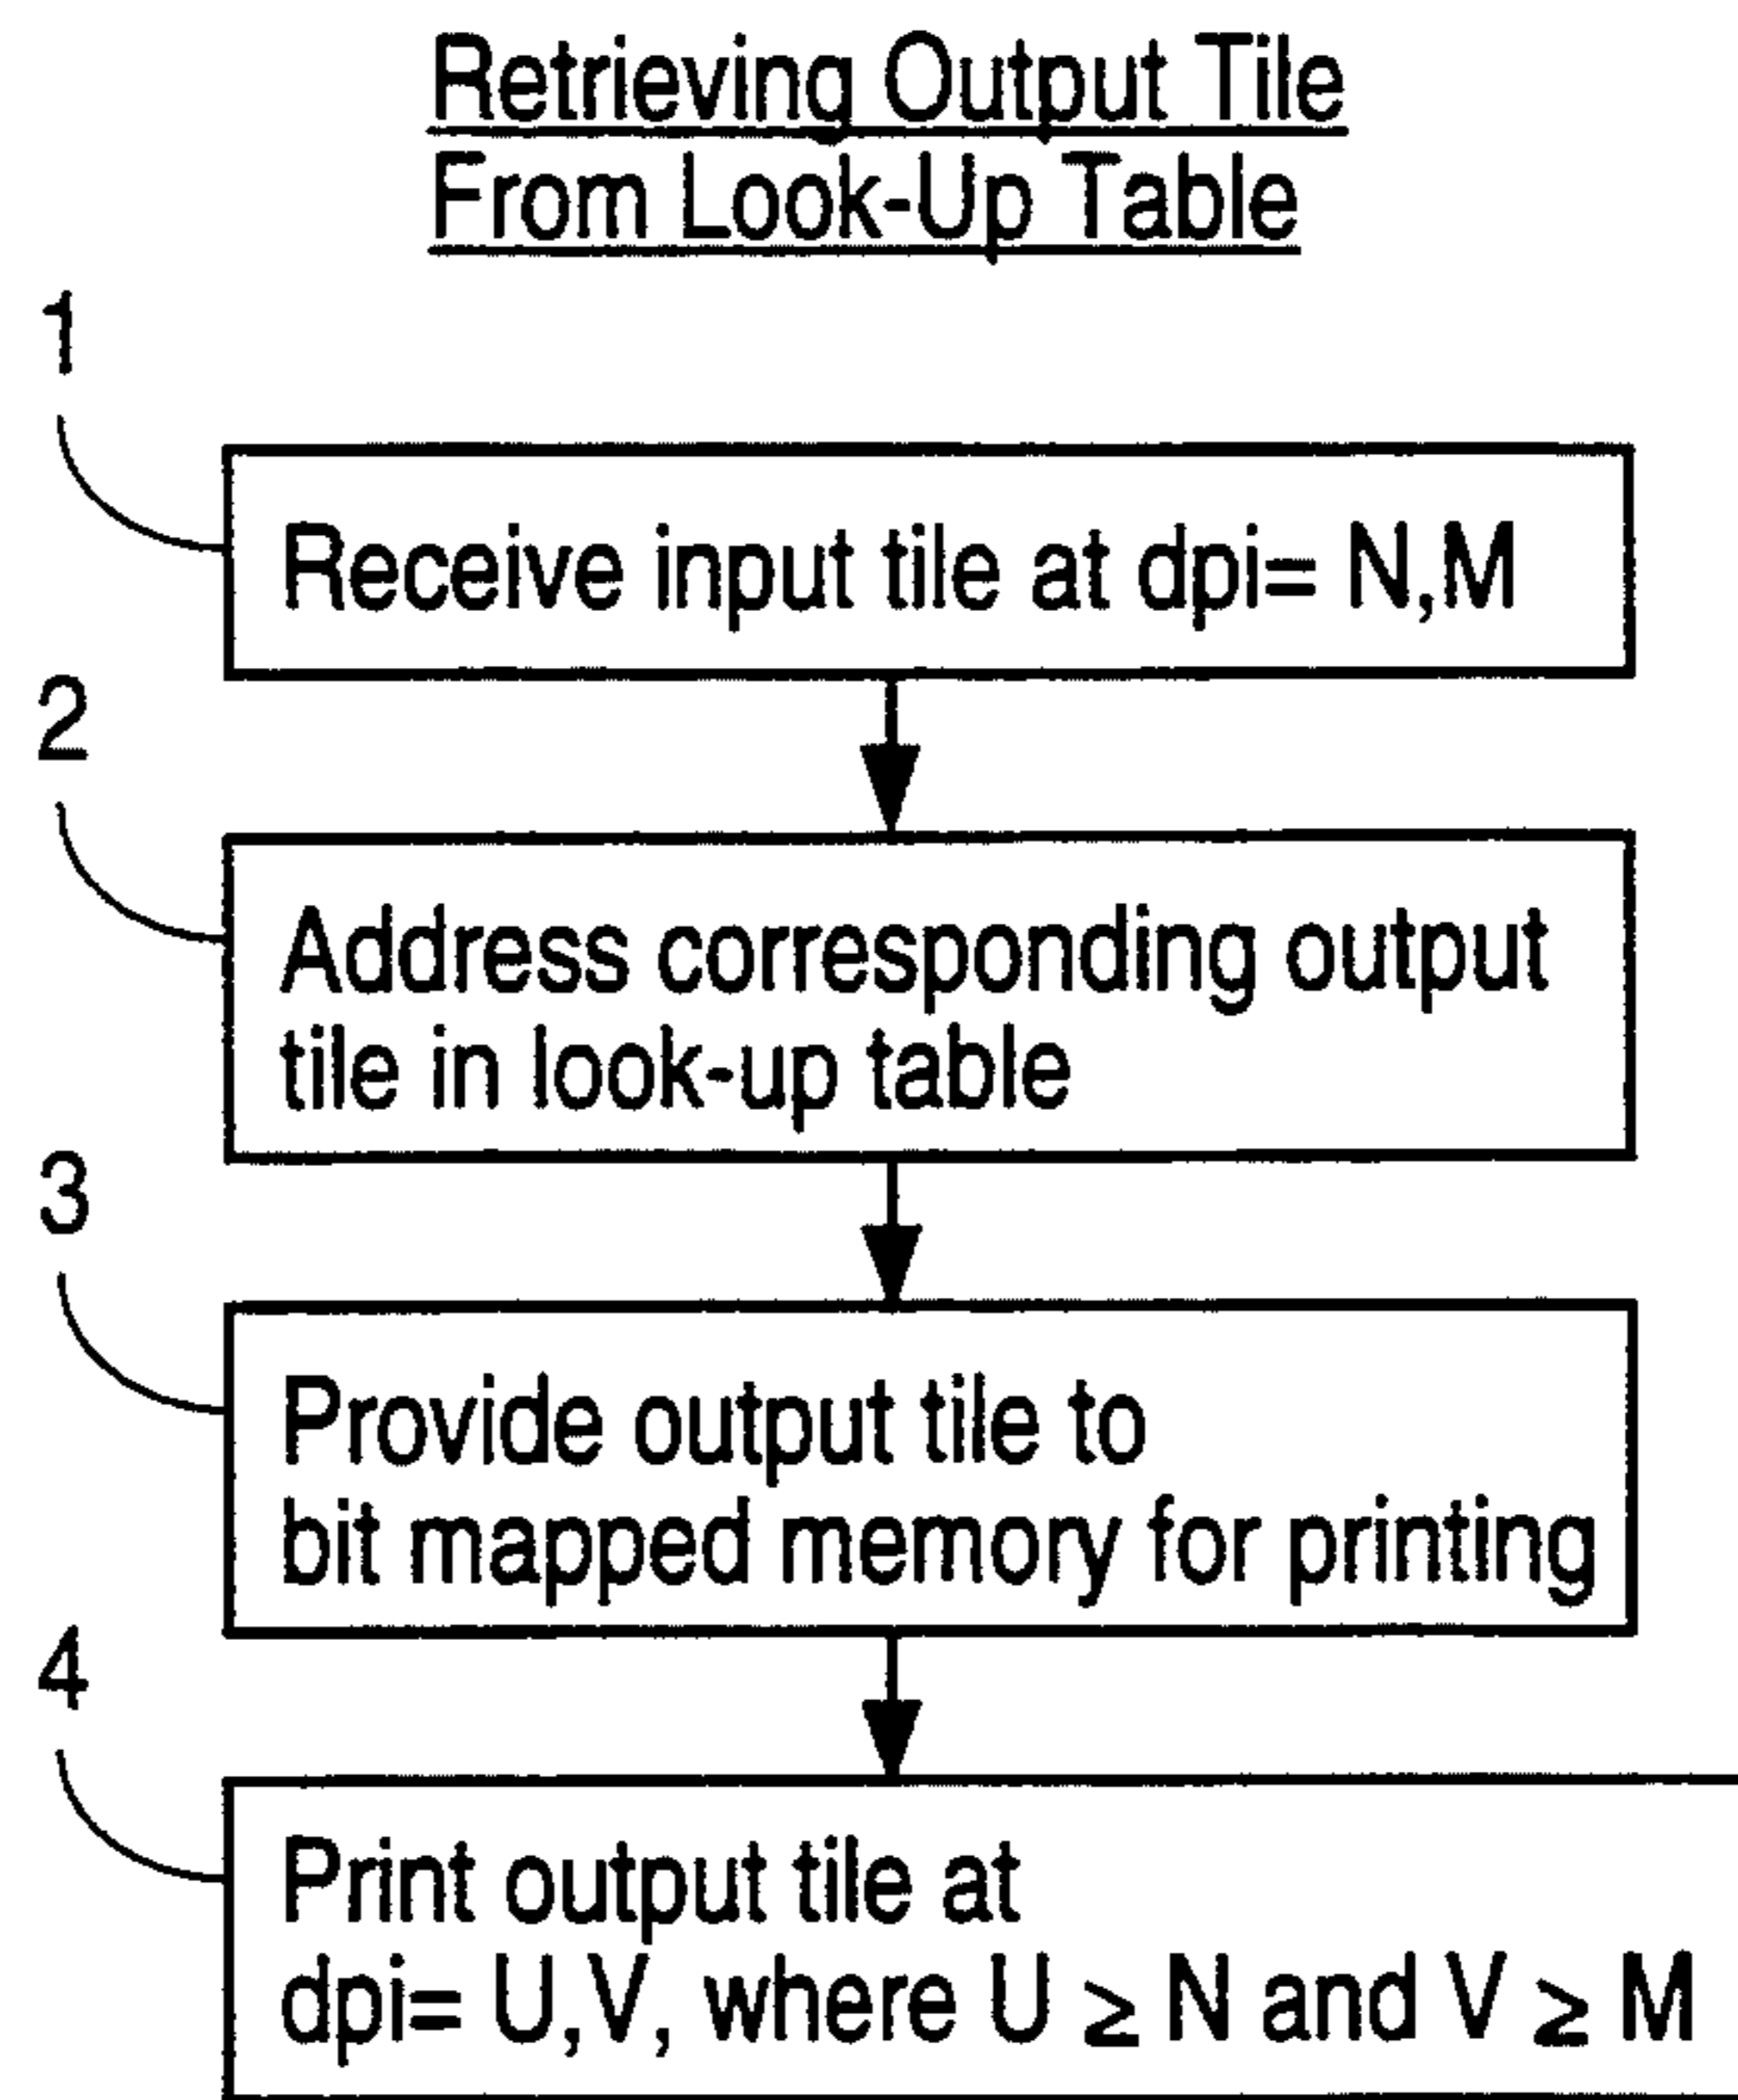 Retrieving Output Tile
From Look-Up Table
1
Receive input tile at dpi= N,M
2
Address corresponding output
tile in look-up table
3
Provide output tile to
bit mapped memory for printing
4
Print output tile at
dpi= U,V, where U ≥ N and V ≥ M